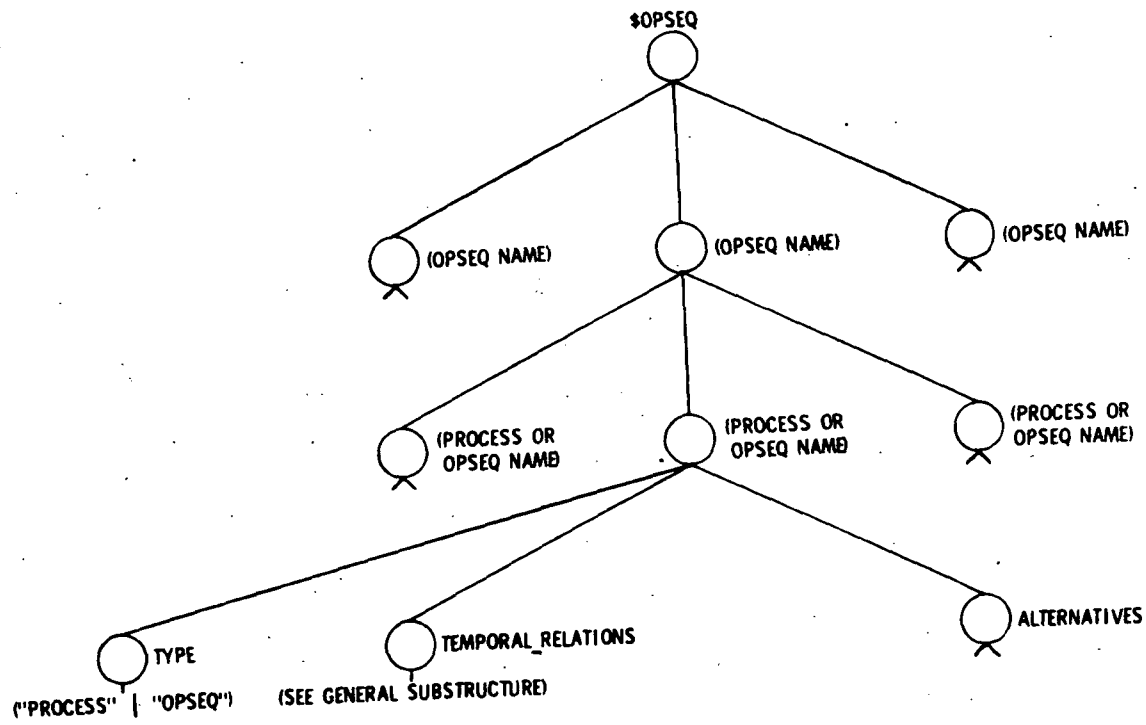 $OPSEQ
(OPSEQ NAME)
(OPSEQ NAME)
(OPSEQ NAME)
(PROCESS OR
OPSEQ NAME)
(PROCESS OR
OPSEQ NAME)
(PROCESS OR
OPSEQ NAME)
TYPE
TEMPORAL_RELATIONS
ALTERNATIVES
("PROCESS" | "OPSEQ")
(SEE GENERAL SUBSTRUCTURE)